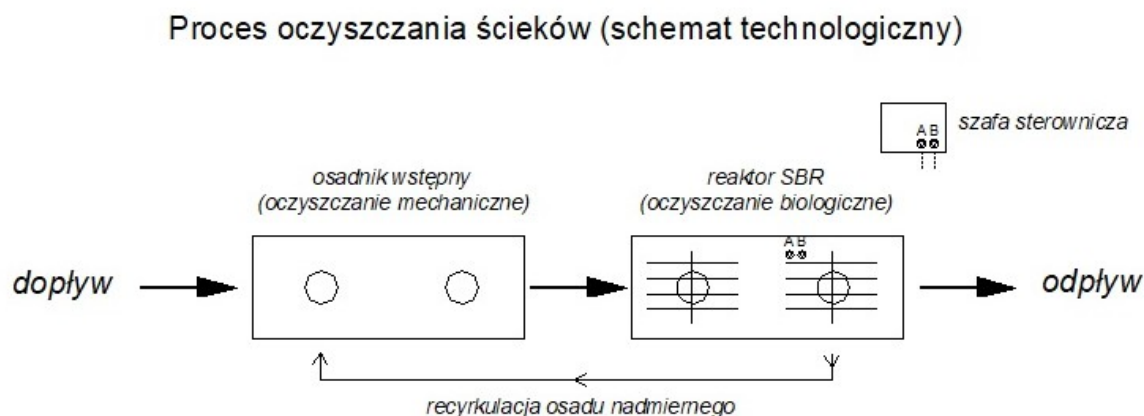 Proces oczyszczania ścieków (schemat technologiczny)
A B
szafa sterownicza
osadnik wstępny
(oczyszczanie mechaniczne)
reaktor SBR
(oczyszczanie biologiczne)
A B
dopływ
odpływ
recyrkulacja osadu nadmiernego